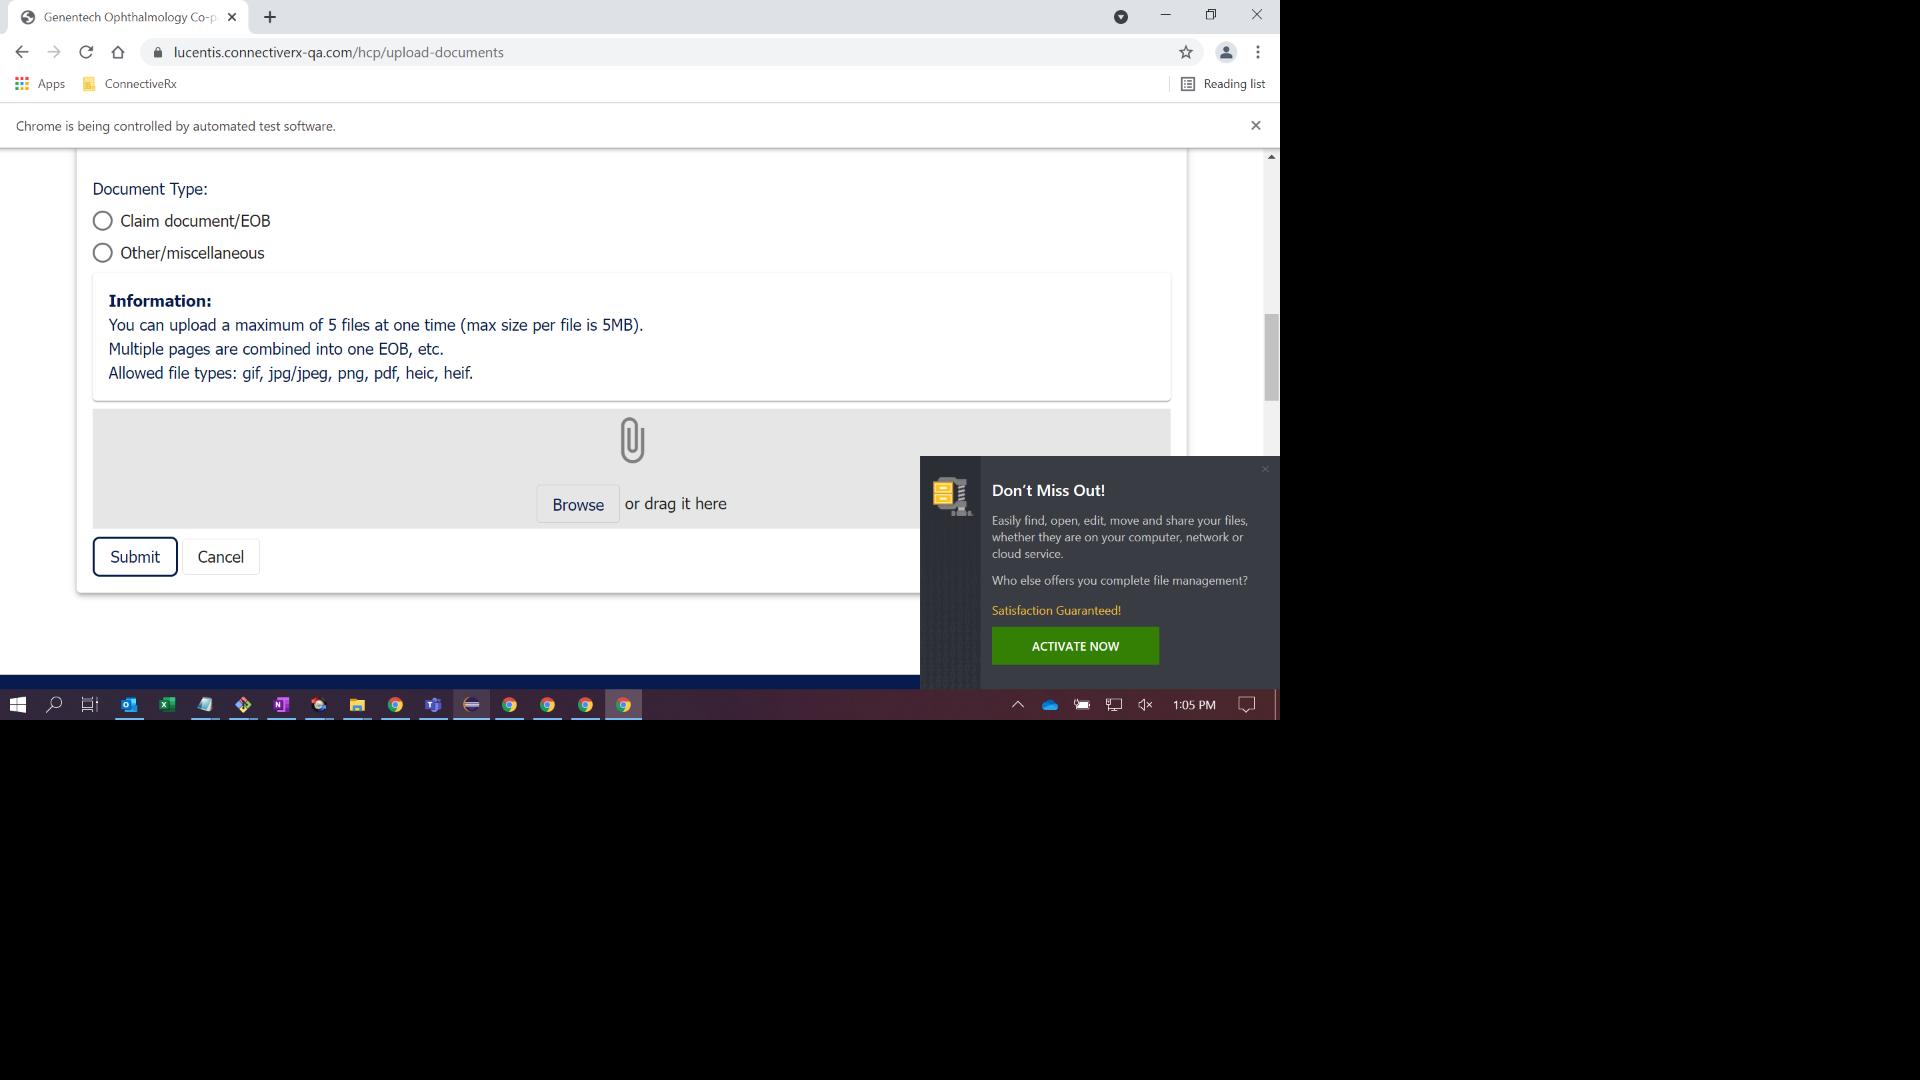 Genentech Ophthalmology Co-p
lucentis.connectiverx-qa.com/hcp/upload-documents
Apps
ConnectiveRx
Reading list
Chrome is being controlled by automated test software.
Document Type:
Claim document/EOB
Other/miscellaneous
Information:
You can upload a maximum of 5 files at one time (max size per file is 5MB).
Multiple pages are combined into one EOB, etc.
Allowed file types: gif, jpg/jpeg, png, pdf, heic, heif.
Browse or drag it here
Submit
Cancel
Don't Miss Out!
Easily find, open, edit, move and share your files,
whether they are on your computer, network or
cloud service.
Who else offers you complete file management?
Satisfaction Guaranteed!
ACTIVATE NOW
1:05 PM